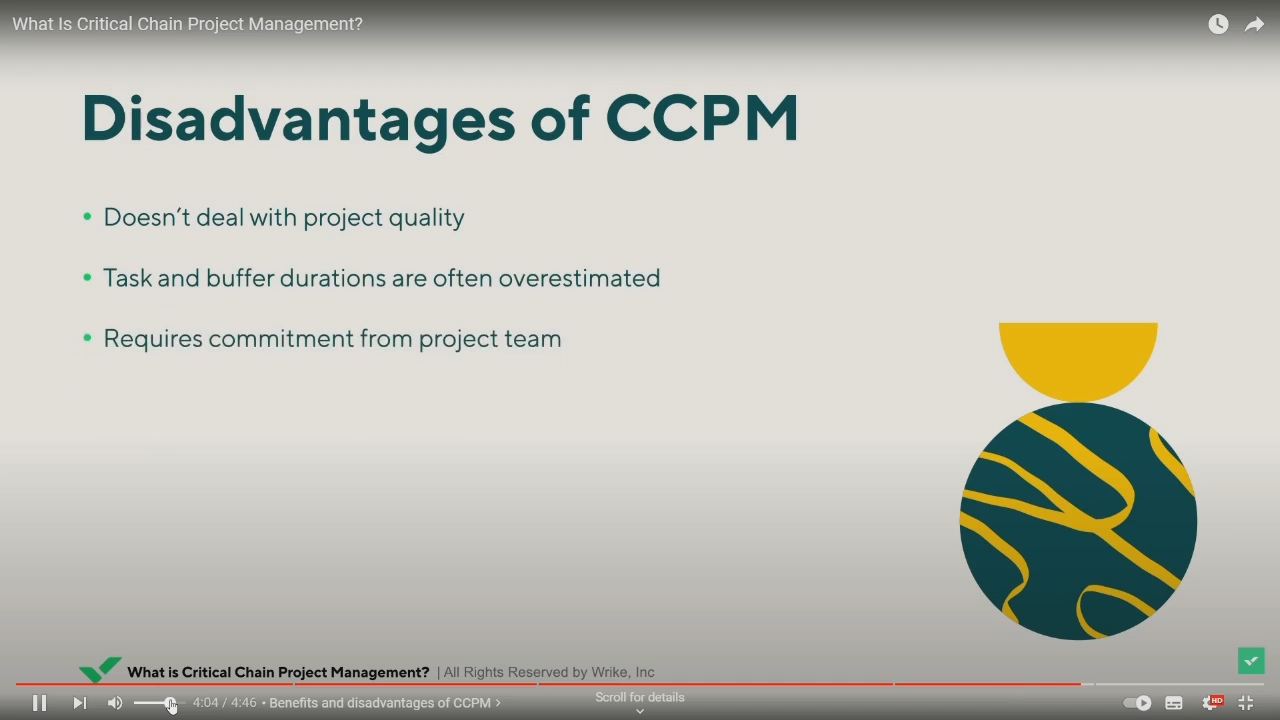 What Is Critical Chain Project Management?
Disadvantages of CCPM
• Doesn't deal with project quality
• Task and buffer durations are often overestimated
• Requires commitment from project team
What is Critical Chain Project Management? | All Rights Reserved by Wrike, Inc
4:04 / 4:46 • Benefits and disadvantages of CCPM >
Scroll for details
HD